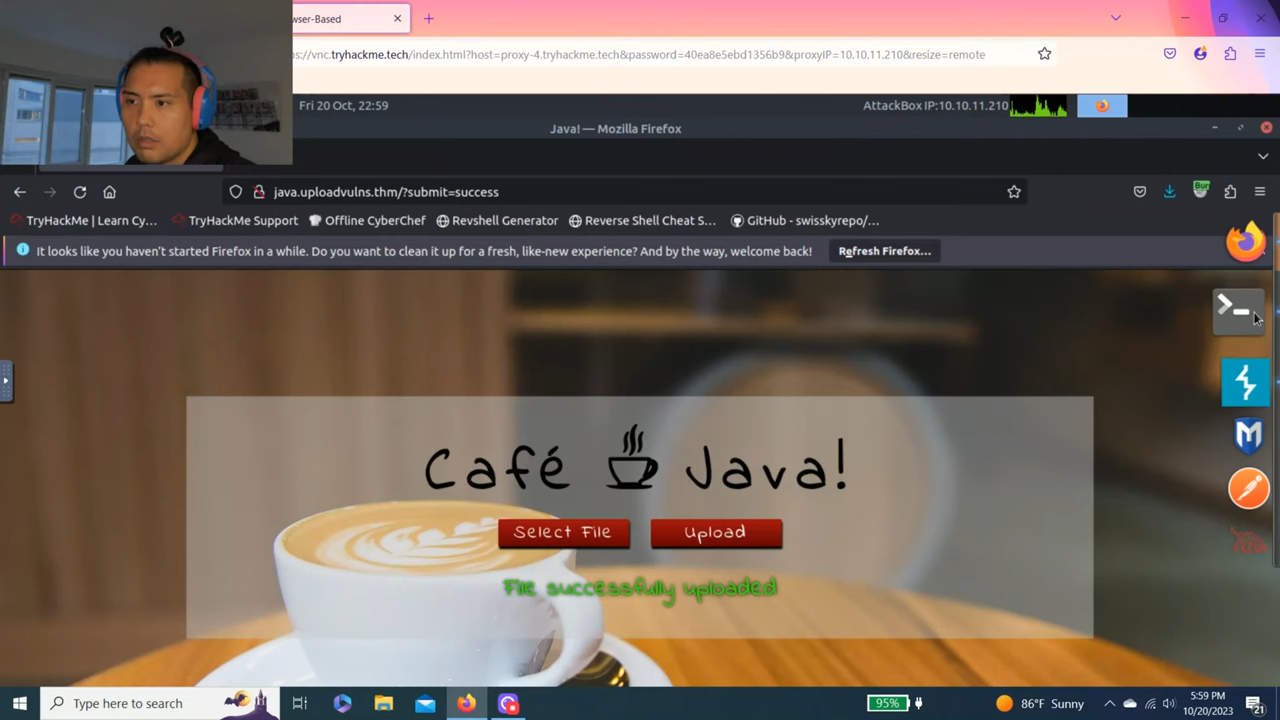 wser-Based
s://vnc.tryhackme.tech/index.html?host=proxy-4.tryhackme.tech&password=40ea8e5ebd1356b9&proxyIP=10.10.11.210&resize=remote
Fri 20 Oct, 22:59
AttackBox IP:10.10.11.210
Java! — Mozilla Firefox
java.uploadvulns.thm/?submit=success
Bur
TryHackMe | Learn Cy...
TryHackMe Support
Offline CyberChef
Revshell Generator
Reverse Shell Cheat S...
GitHub - swisskyrepo/...
It looks like you haven't started Firefox in a while. Do you want to clean it up for a fresh, like-new experience? And by the way, welcome back!
Refresh Firefox...
Café Java!
Select File
Upload
File successfully uploaded
Type here to search
95%
86°F Sunny
5:59 PM
10/20/2023
21